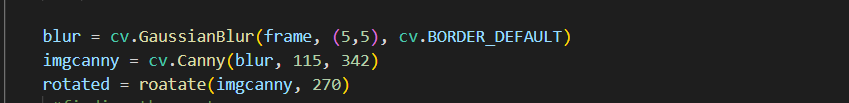 blur = cv.GaussianBlur(frame, (5,5), cv.BORDER_DEFAULT)
imgcanny = cv.Canny(blur, 115, 342)
rotated = roatate(imgcanny, 270)